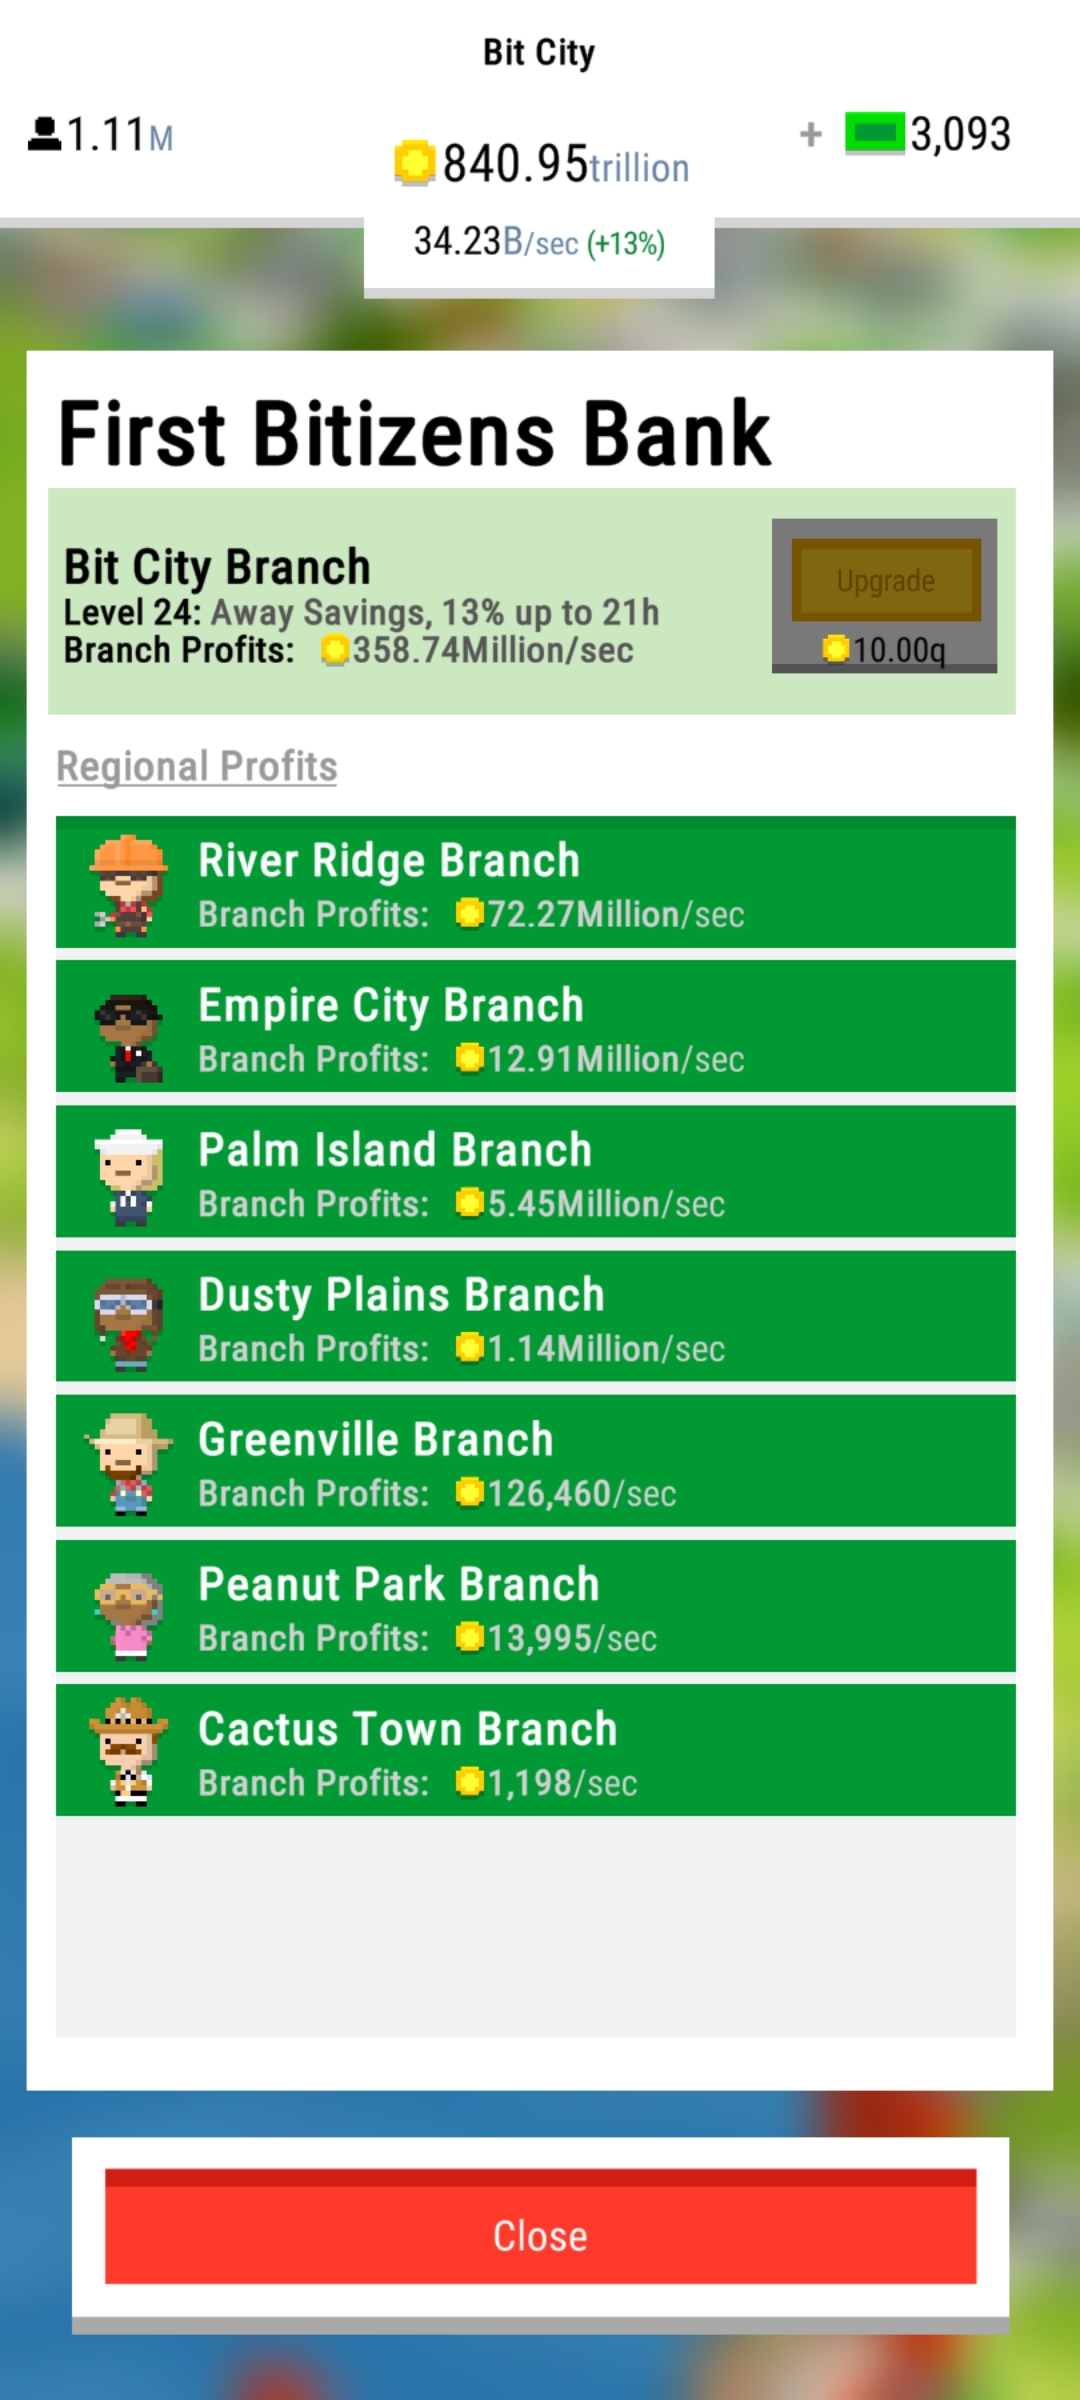 Bit City
1.11M
840.95trillion
+ 3,093
34.23B/sec (+13%)
First Bitizens Bank
Bit City Branch
Level 24: Away Savings, 13% up to 21h
Branch Profits: 358.74Million/sec
Upgrade
10.00q
Regional Profits
River Ridge Branch
Branch Profits: 72.27Million/sec
Empire City Branch
Branch Profits: 12.91Million/sec
Palm Island Branch
Branch Profits: 5.45Million/sec
Dusty Plains Branch
Branch Profits: 1.14Million/sec
Greenville Branch
Branch Profits: 126,460/sec
Peanut Park Branch
Branch Profits: 13,995/sec
Cactus Town Branch
Branch Profits: 1,198/sec
Close